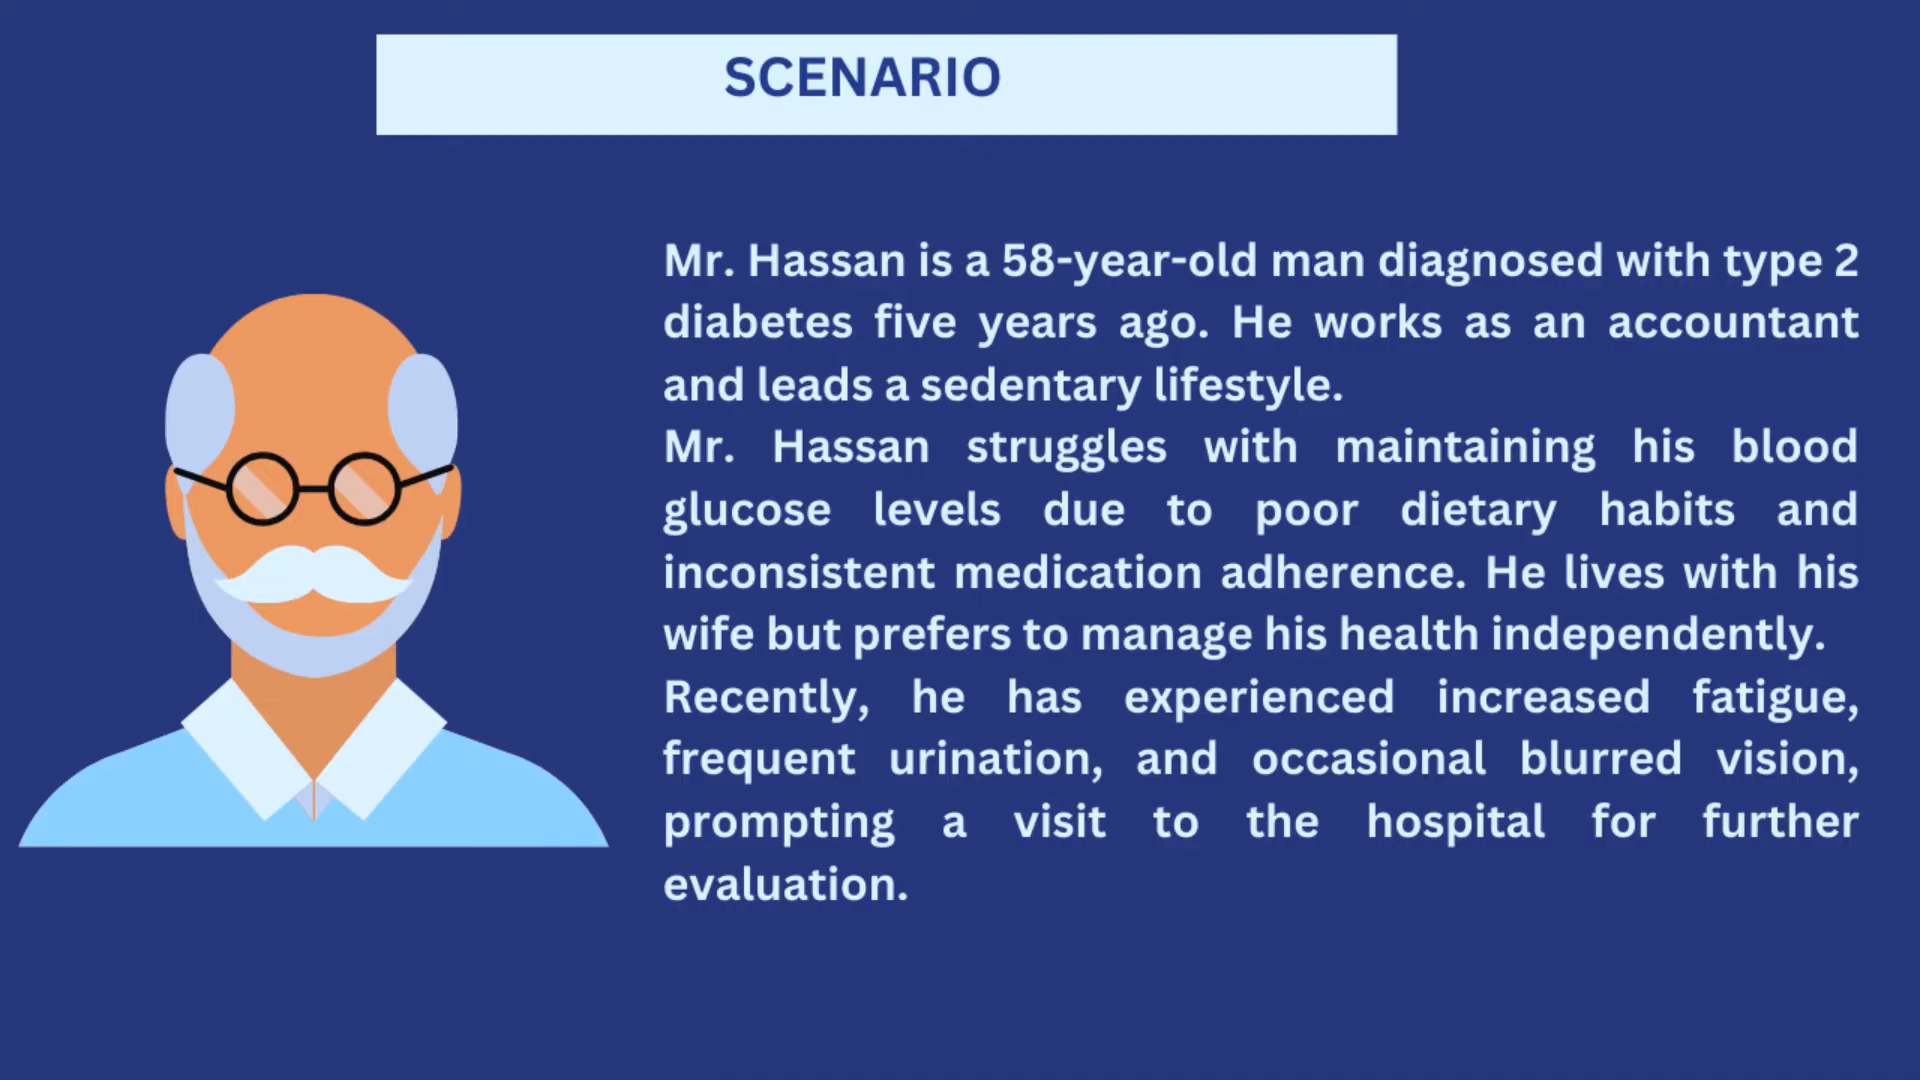 SCENARIO
Mr. Hassan is a 58-year-old man diagnosed with type 2
diabetes five years ago. He works as an accountant
and leads a sedentary lifestyle.
Mr. Hassan struggles with maintaining his blood
glucose levels due to poor dietary habits and
inconsistent medication adherence. He lives with his
wife but prefers to manage his health independently.
Recently, he has experienced increased fatigue,
frequent urination, and occasional blurred vision,
prompting a visit to the hospital for further
evaluation.